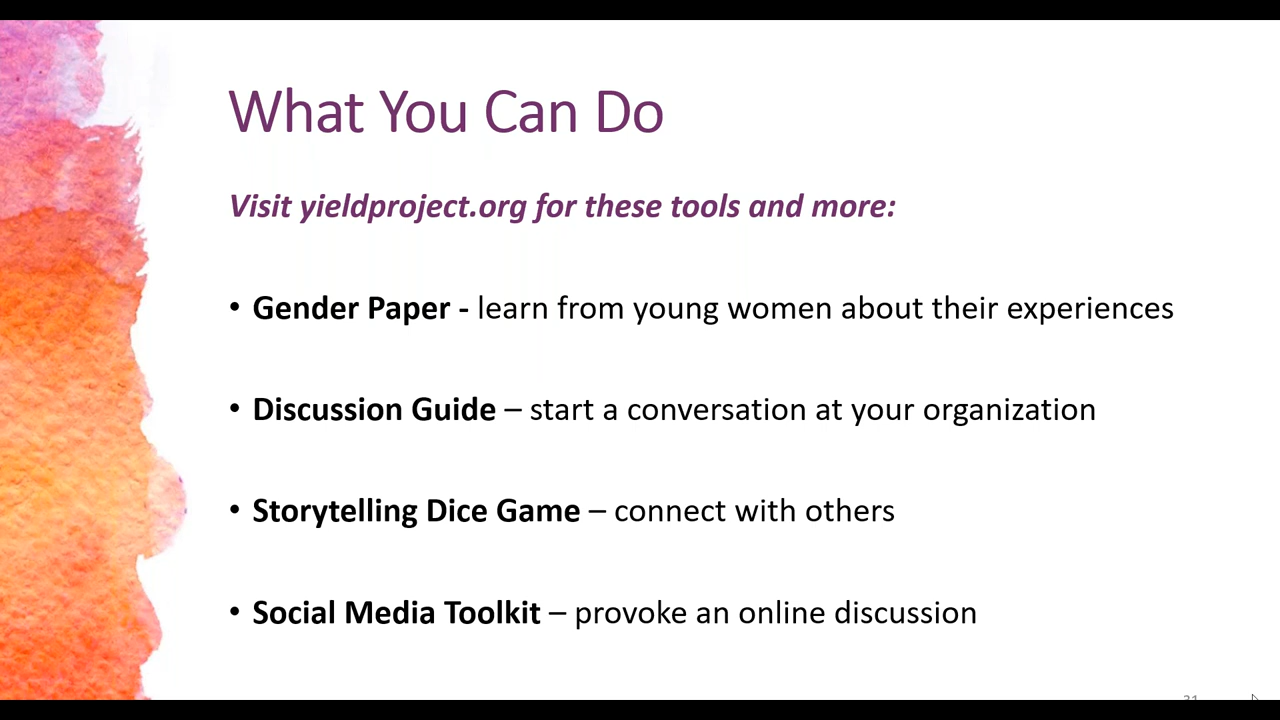 What You Can Do
Visit yieldproject.org for these tools and more:
• Gender Paper - learn from young women about their experiences
• Discussion Guide – start a conversation at your organization
• Storytelling Dice Game – connect with others
• Social Media Toolkit – provoke an online discussion